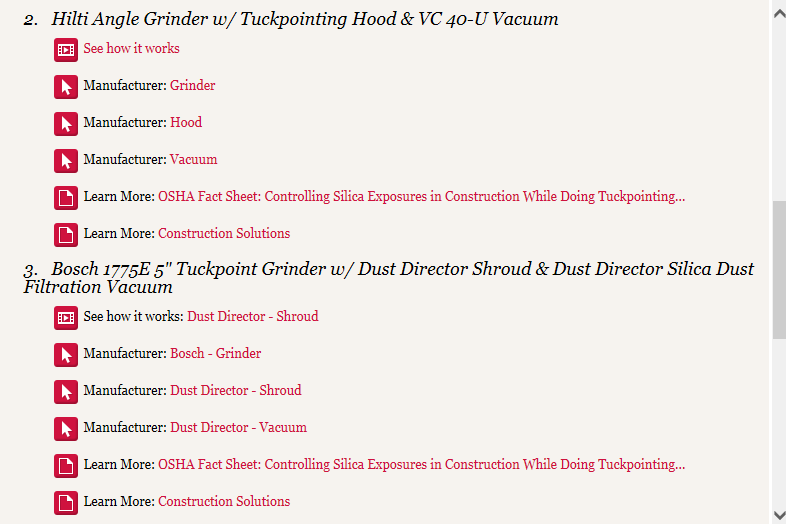 2. Hilti Angle Grinder w/ Tuckpointing Hood & VC 40-U Vacuum
See how it works
Manufacturer: Grinder
Manufacturer: Hood
Manufacturer: Vacuum
Learn More: OSHA Fact Sheet: Controlling Silica Exposures in Construction While Doing Tuckpointing...
Learn More: Construction Solutions
3. Bosch 1775E 5" Tuckpoint Grinder w/ Dust Director Shroud & Dust Director Silica Dust
Filtration Vacuum
See how it works: Dust Director - Shroud
Manufacturer: Bosch - Grinder
Manufacturer: Dust Director - Shroud
Manufacturer: Dust Director - Vacuum
Learn More: OSHA Fact Sheet: Controlling Silica Exposures in Construction While Doing Tuckpointing...
Learn More: Construction Solutions